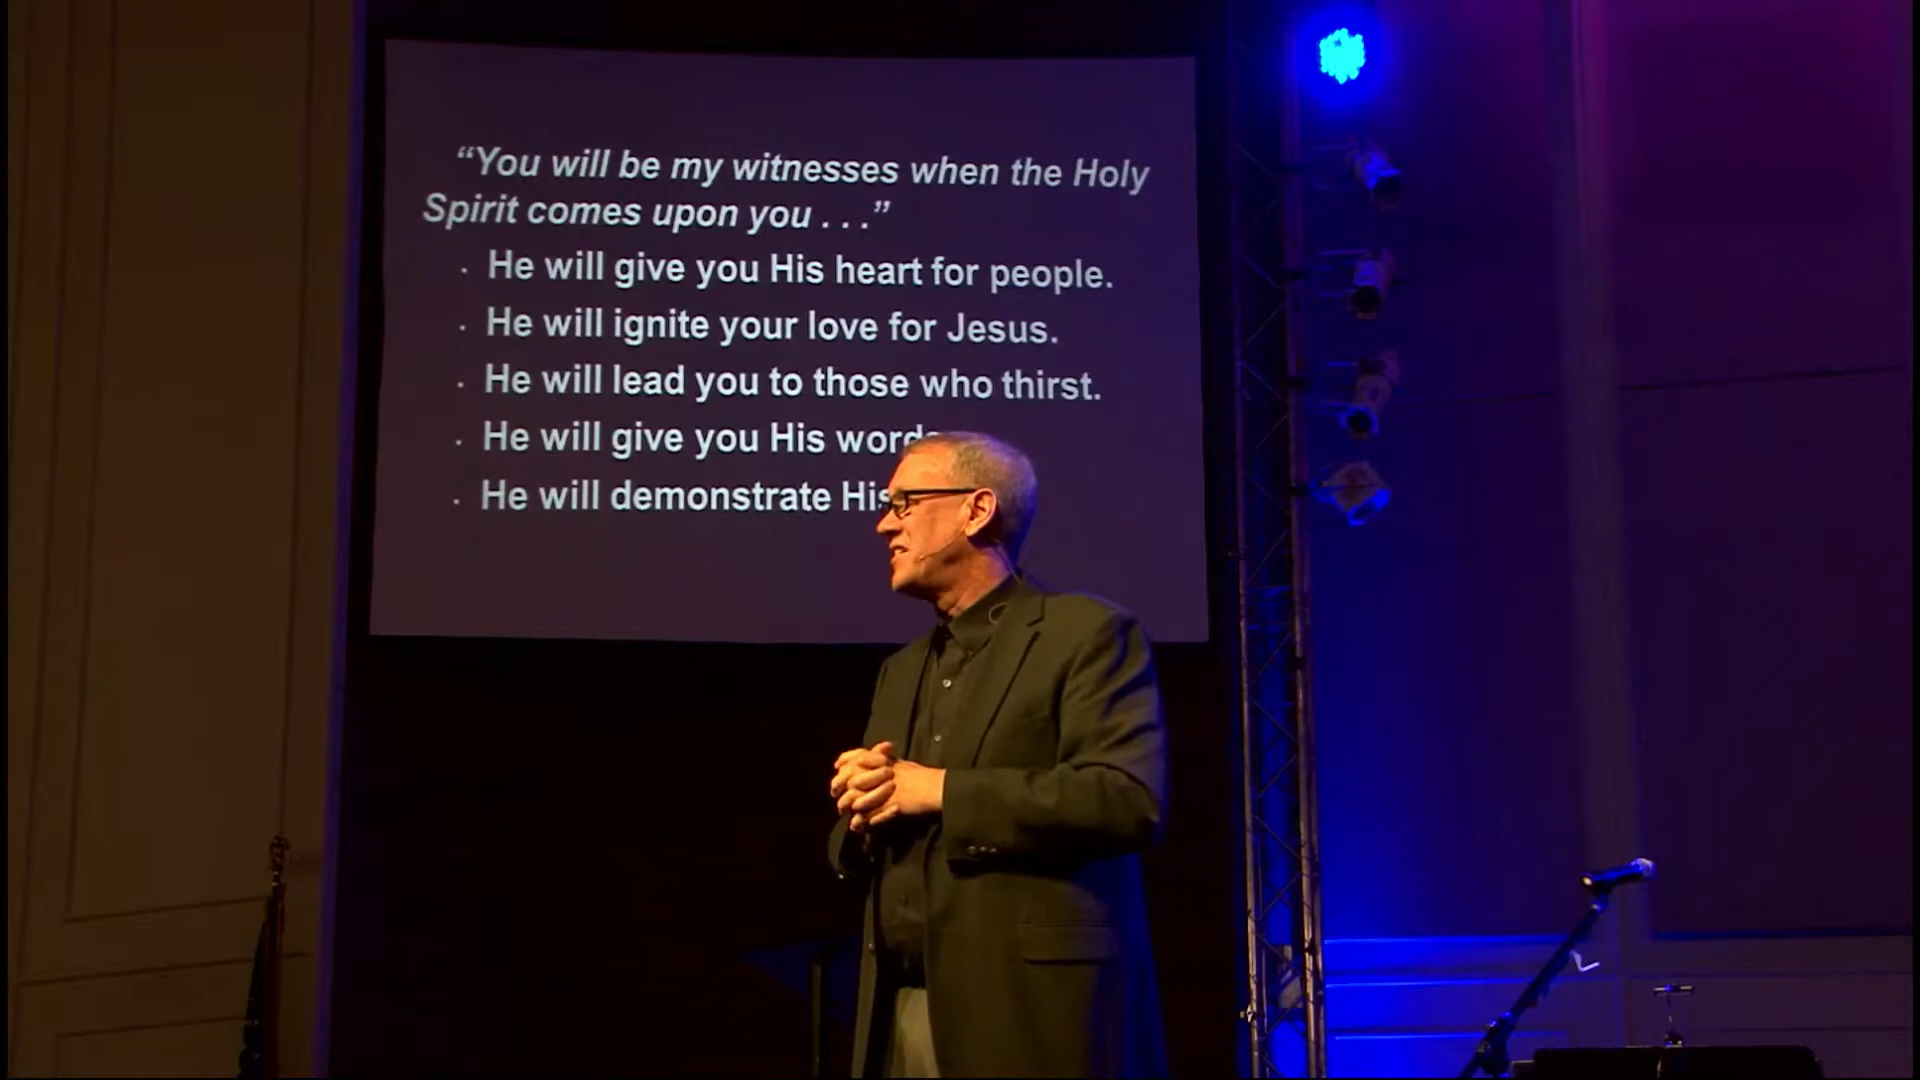 “You will be my witnesses when the Holy
Spirit comes upon you . . .”
· He will give you His heart for people.
· He will ignite your love for Jesus.
· He will lead you to those who thirst.
· He will give you His
· He will demonstrate His